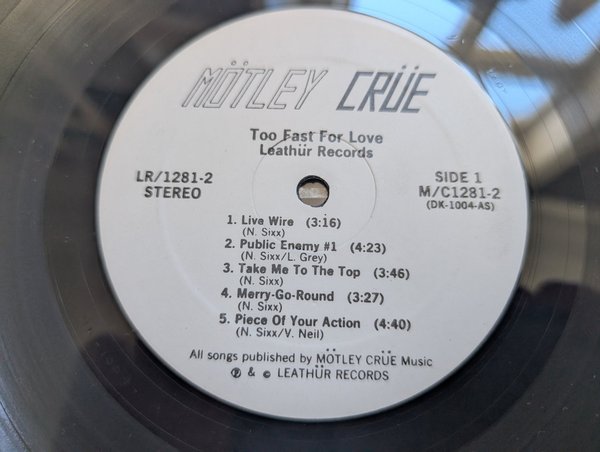 MÖTLEY CRÜE
Too Fast For Love
Leathür Records
LR/1281-2
STEREO
SIDE 1
M/C1281-2
(DK-1004-AS)
1. Live Wire (3:16)
(N. Sixx)
2. Public Enemy #1 (4:23)
(N. Sixx/L. Grey)
3. Take Me To The Top (3:46)
(N. Sixx)
4. Merry-Go-Round (3:27)
(N. Sixx)
5. Piece Of Your Action (4:40)
(N. Sixx/V. Neil)
All songs published by MÖTLEY CRÜE Music
℗ & © LEATHÜR RECORDS